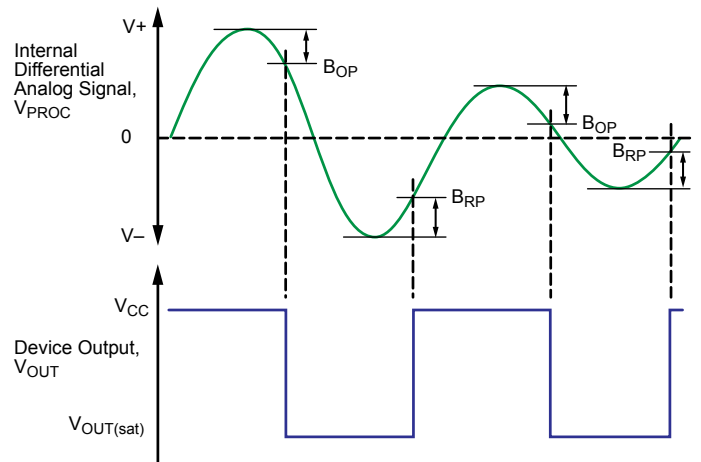 V+
Internal
Differential
Analog Signal,
VPROC
BOP
BOP
0
BRP
BRP
V–
VCC
Device Output,
VOUT
VOUT(sat)